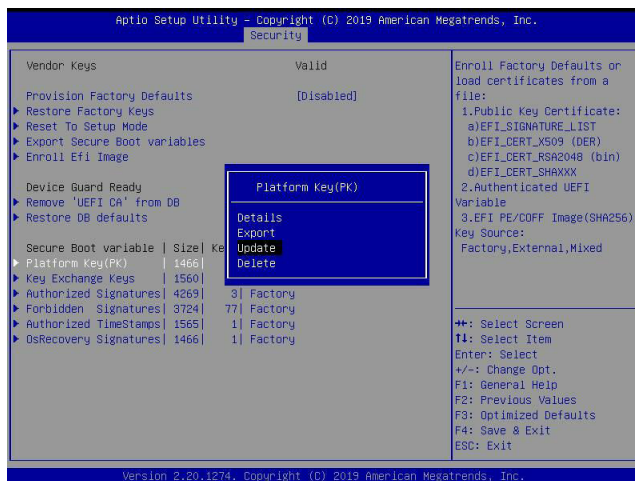 Aptio Setup Utility – Copyright (C) 2019 American Megatrends, Inc.
Security
Vendor Keys Valid
Provision Factory Defaults [Disabled]
Restore Factory Keys
Reset To Setup Mode
Export Secure Boot variables
Enroll Efi Image
Device Guard Ready
Remove 'UEFI CA' from DB
Restore DB defaults
Secure Boot variable | Size| Ke
Platform Key(PK) | 1466|
Key Exchange Keys | 1560|
Authorized Signatures| 4269| 3| Factory
Forbidden Signatures| 3724| 77| Factory
Authorized TimeStamps| 1565| 1| Factory
OsRecovery Signatures| 1466| 1| Factory
Platform Key(PK)
Details
Export
Update
Delete
Enroll Factory Defaults or
load certificates from a
file:
1.Public Key Certificate:
a)EFI_SIGNATURE_LIST
b)EFI_CERT_X509 (DER)
c)EFI_CERT_RSA2048 (bin)
d)EFI_CERT_SHAXXX
2.Authenticated UEFI
Variable
3.EFI PE/COFF Image(SHA256)
Key Source:
Factory,External,Mixed
→←: Select Screen
↑↓: Select Item
Enter: Select
+/-: Change Opt.
F1: General Help
F2: Previous Values
F3: Optimized Defaults
F4: Save & Exit
ESC: Exit
Version 2.20.1274. Copyright (C) 2019 American Megatrends, Inc.